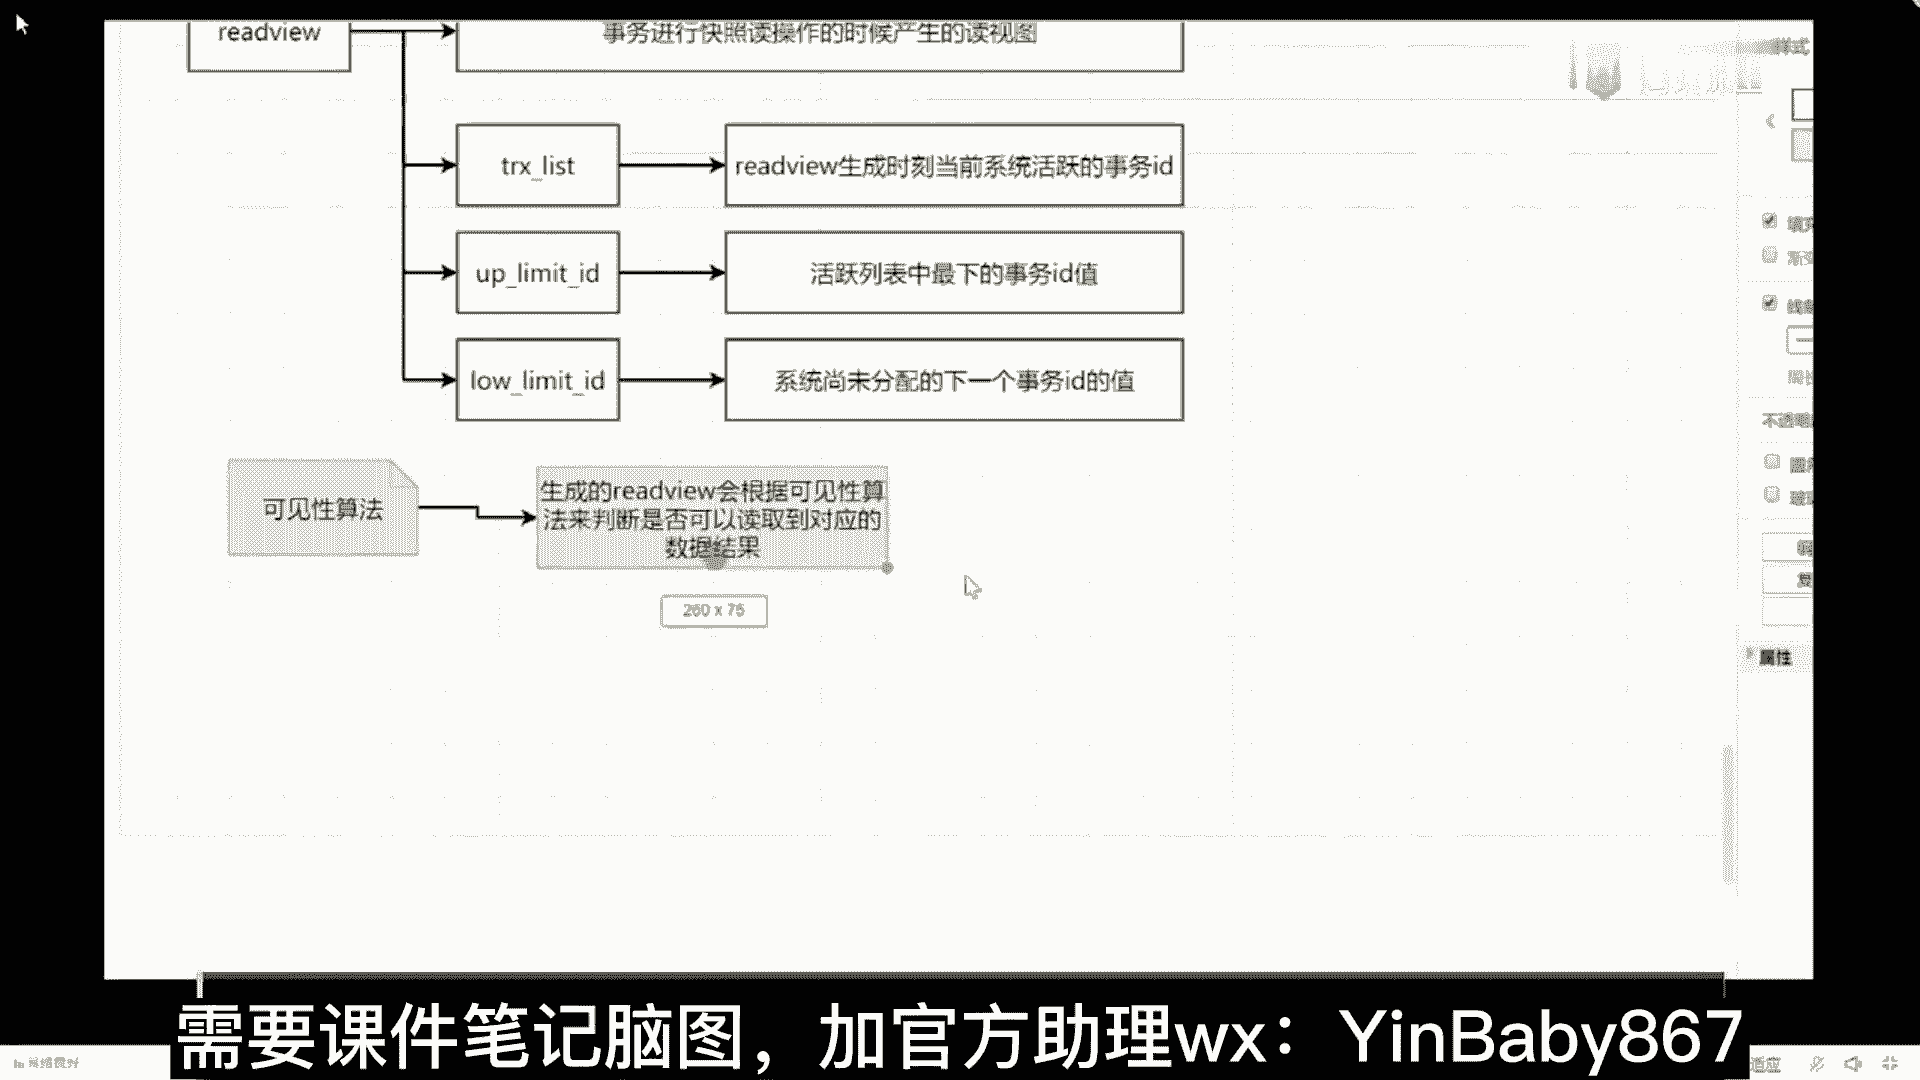 readview
事务进行快照读操作的时候产生的读视图
样式
trx_list
readview生成时刻当前系统活跃的事务id
up_limit_id
活跃列表中最下的事务id值
low_limit_id
系统尚未分配的下一个事务id的值
可见性算法
生成的readview会根据可见性算
法来判断是否可以读取到对应的
数据结果
260 x 75
属性
需要课件笔记脑图，加官方助理wx：YinBaby867
适应